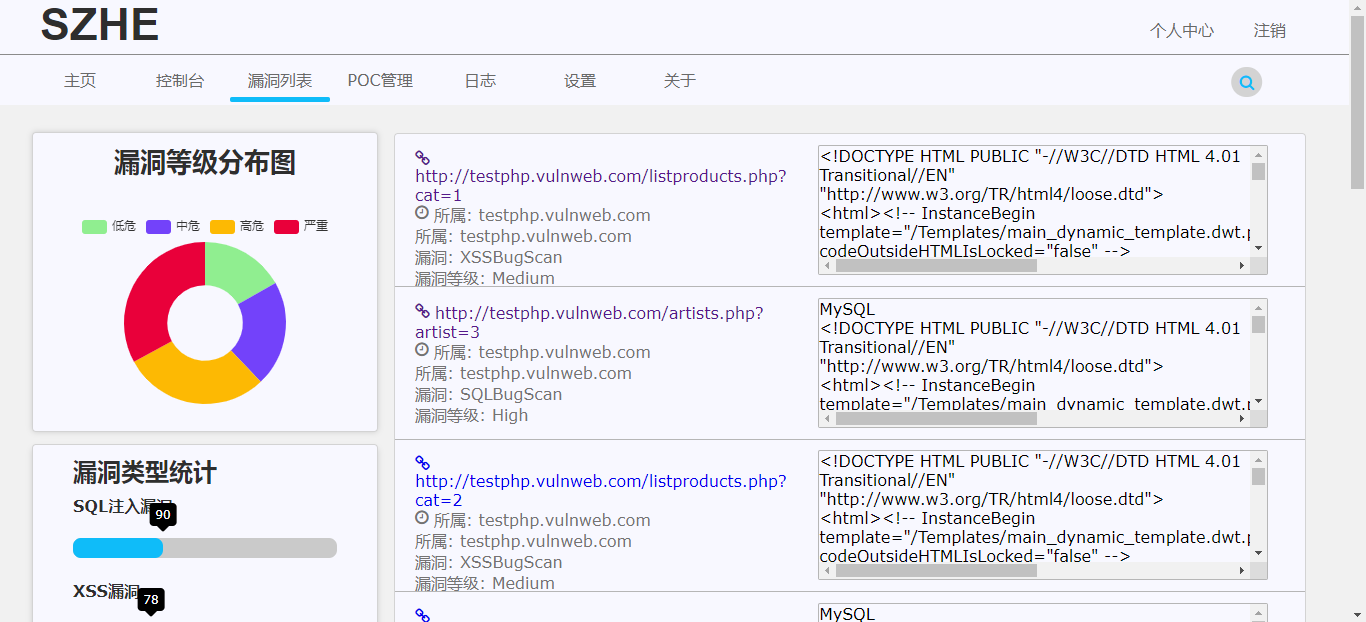 SZHE
个人中心 注销
主页 控制台 漏洞列表 POC管理 日志 设置 关于
漏洞等级分布图
低危 中危 高危 严重
漏洞类型统计
SQL注入漏洞
90
XSS漏洞
78
http://testphp.vulnweb.com/listproducts.php?
cat=1
所属: testphp.vulnweb.com
所属: testphp.vulnweb.com
漏洞: XSSBugScan
漏洞等级: Medium
<!DOCTYPE HTML PUBLIC "-//W3C//DTD HTML 4.01
Transitional//EN"
"http://www.w3.org/TR/html4/loose.dtd">
<html><!-- InstanceBegin
template="/Templates/main_dynamic_template.dwt.p
codeOutsideHTMLIsLocked="false" -->
http://testphp.vulnweb.com/artists.php?
artist=3
所属: testphp.vulnweb.com
所属: testphp.vulnweb.com
漏洞: SQLBugScan
漏洞等级: High
MySQL
<!DOCTYPE HTML PUBLIC "-//W3C//DTD HTML 4.01
Transitional//EN"
"http://www.w3.org/TR/html4/loose.dtd">
<html><!-- InstanceBegin
template="/Templates/main_dynamic_template.dwt.p
http://testphp.vulnweb.com/listproducts.php?
cat=2
所属: testphp.vulnweb.com
所属: testphp.vulnweb.com
漏洞: XSSBugScan
漏洞等级: Medium
<!DOCTYPE HTML PUBLIC "-//W3C//DTD HTML 4.01
Transitional//EN"
"http://www.w3.org/TR/html4/loose.dtd">
<html><!-- InstanceBegin
template="/Templates/main_dynamic_template.dwt.p
codeOutsideHTMLIsLocked="false" -->
MySQL